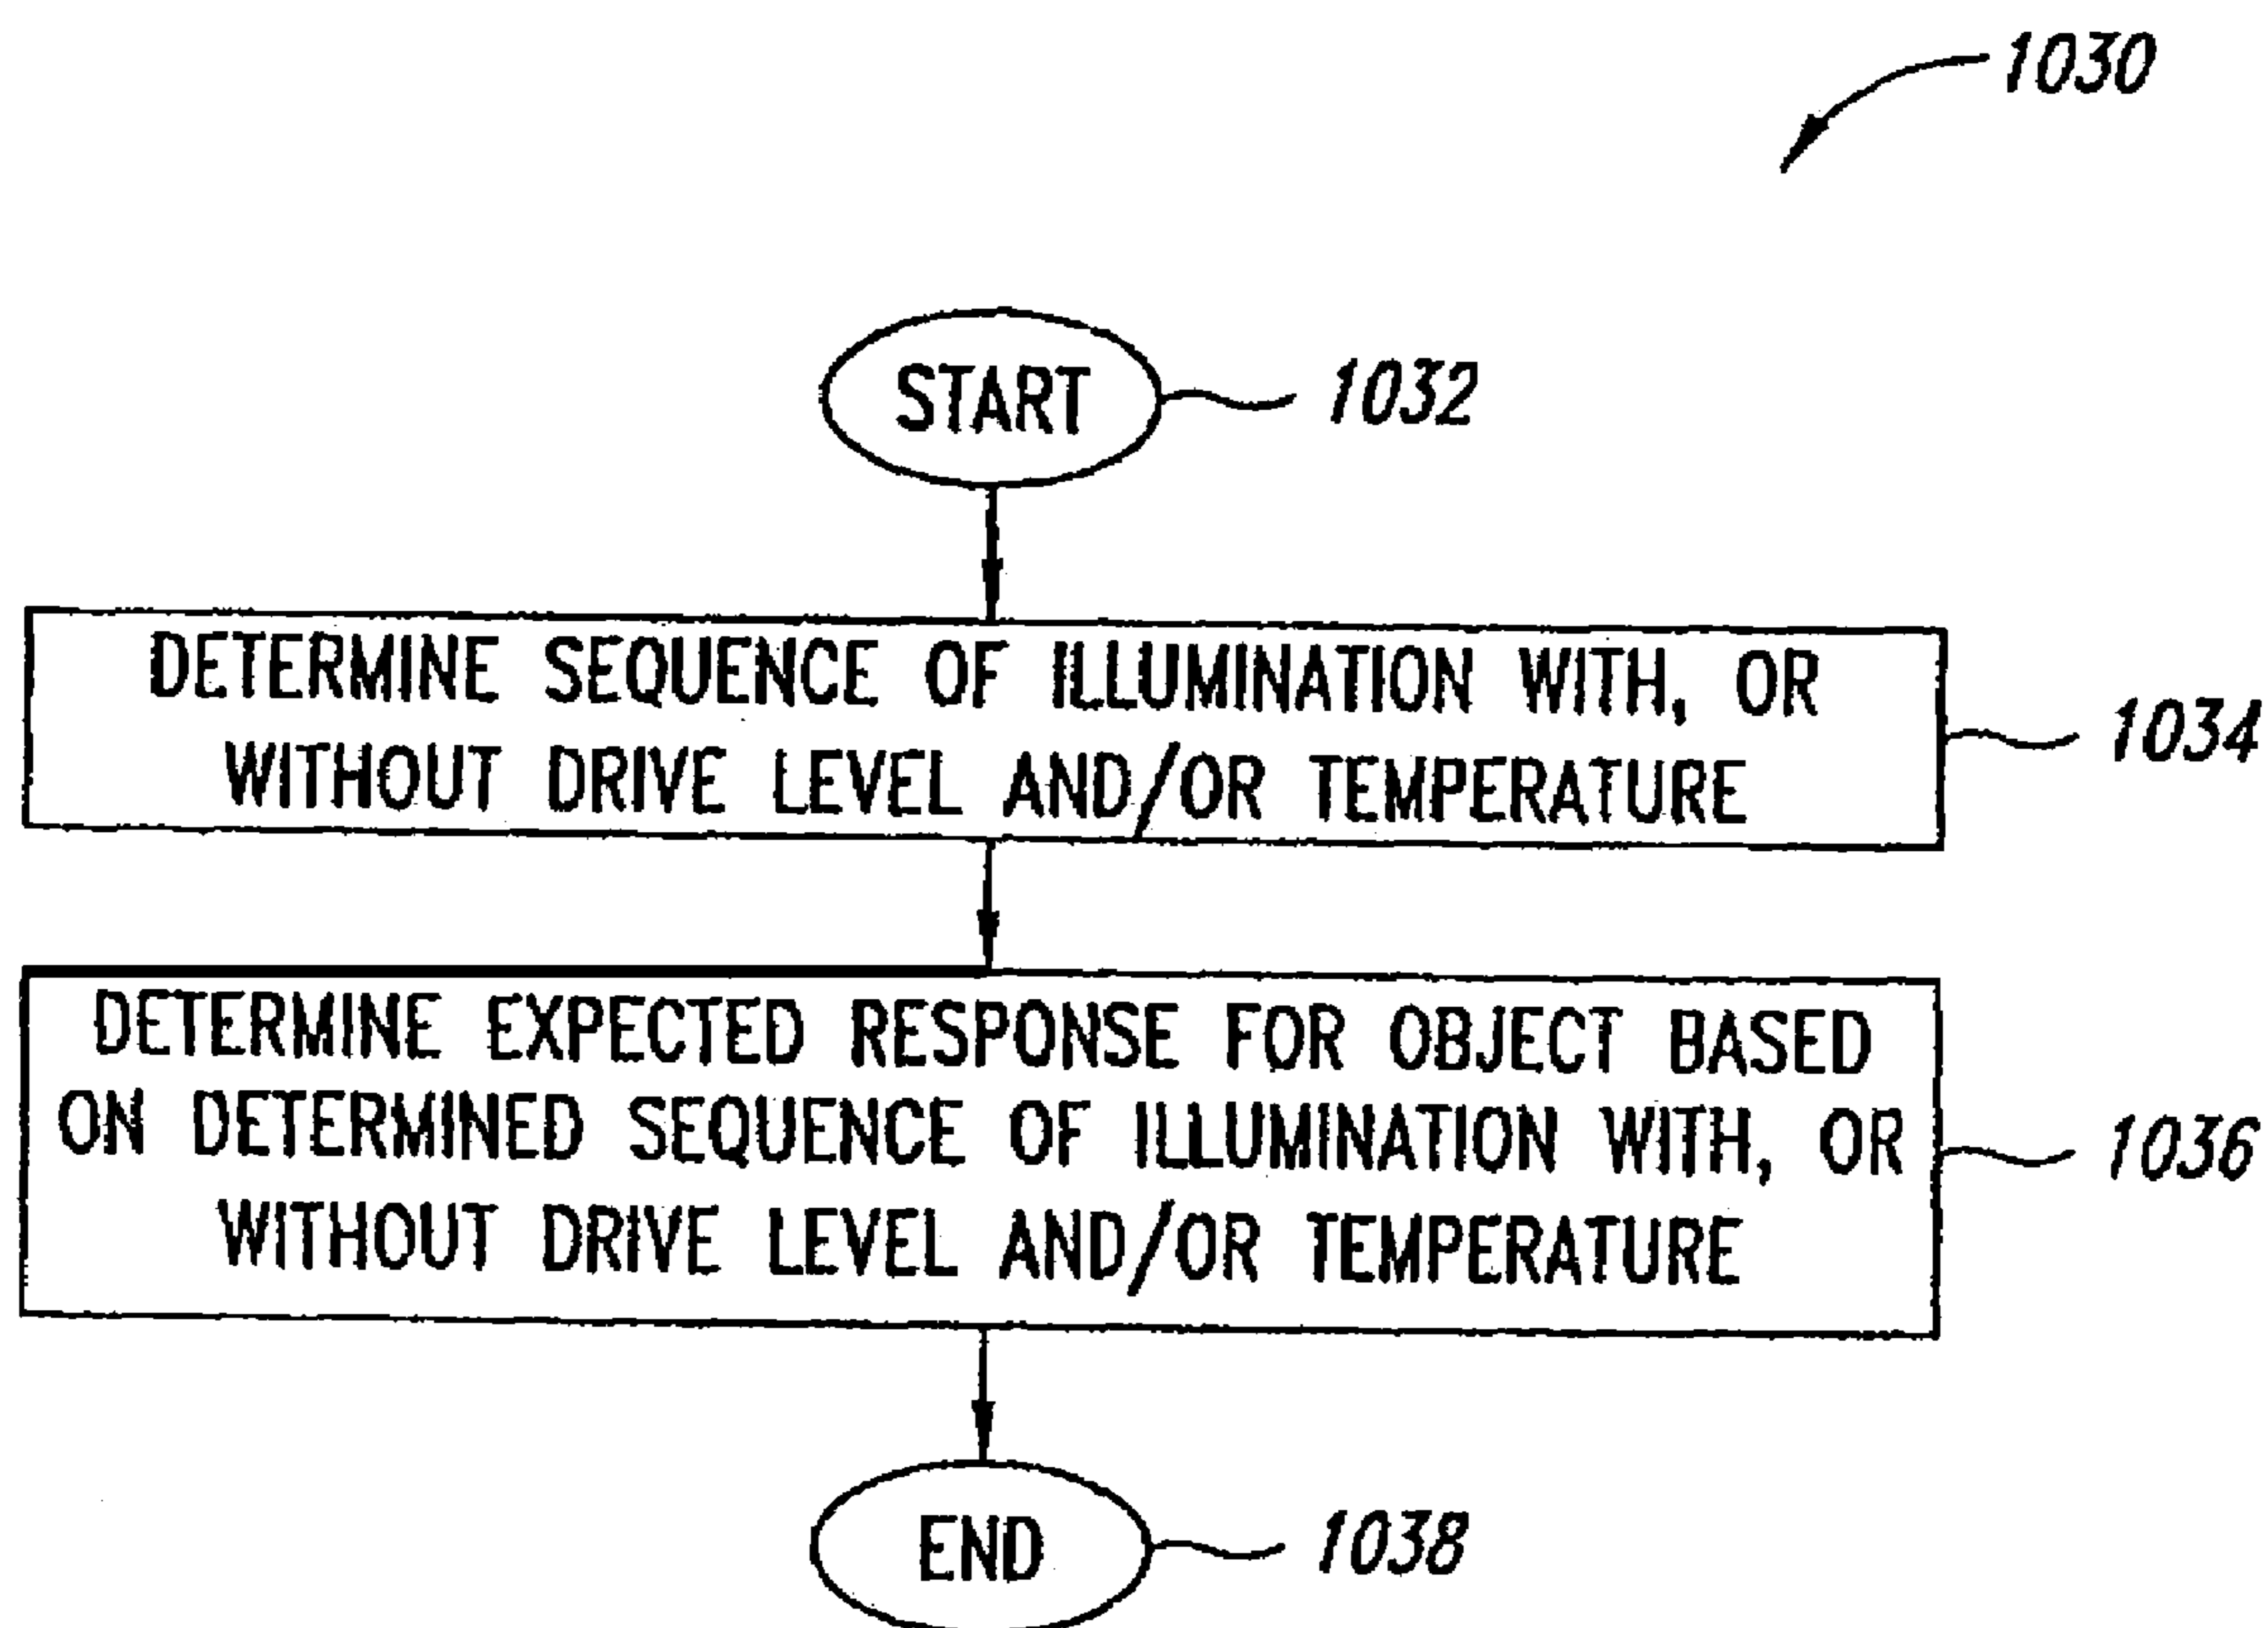 1030
START
1032
DETERMINE SEQUENCE OF ILLUMINATION WITH, OR
WITHOUT DRIVE LEVEL AND/OR TEMPERATURE
1034
DETERMINE EXPECTED RESPONSE FOR OBJECT BASED
ON DETERMINED SEQUENCE OF ILLUMINATION WITH, OR
WITHOUT DRIVE LEVEL AND/OR TEMPERATURE
1036
END
1038